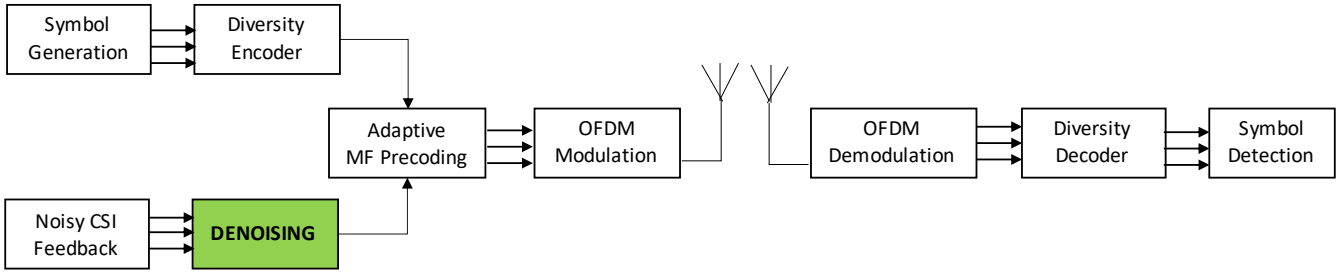 Symbol
Generation
Diversity
Encoder
Adaptive
MF Precoding
OFDM
Modulation
OFDM
Demodulation
Diversity
Decoder
Symbol
Detection
Noisy CSI
Feedback
DENOISING